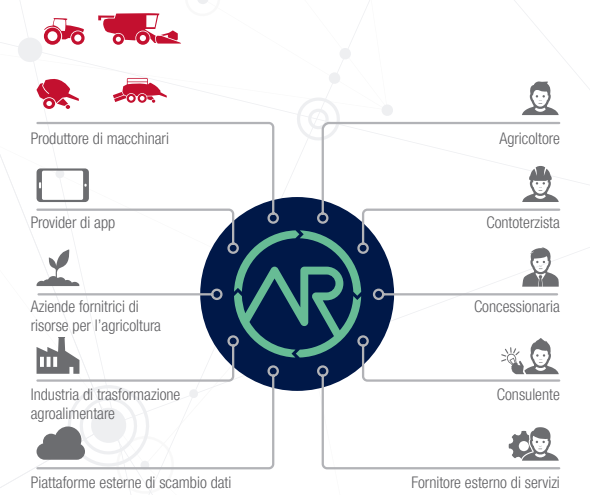 Produttore di macchinari
Agricoltore
Provider di app
Contoterzista
Aziende fornitrici di
risorse per l'agricoltura
Concessionaria
Industria di trasformazione
agroalimentare
Consulente
Piattaforme esterne di scambio dati
Fornitore esterno di servizi
AR